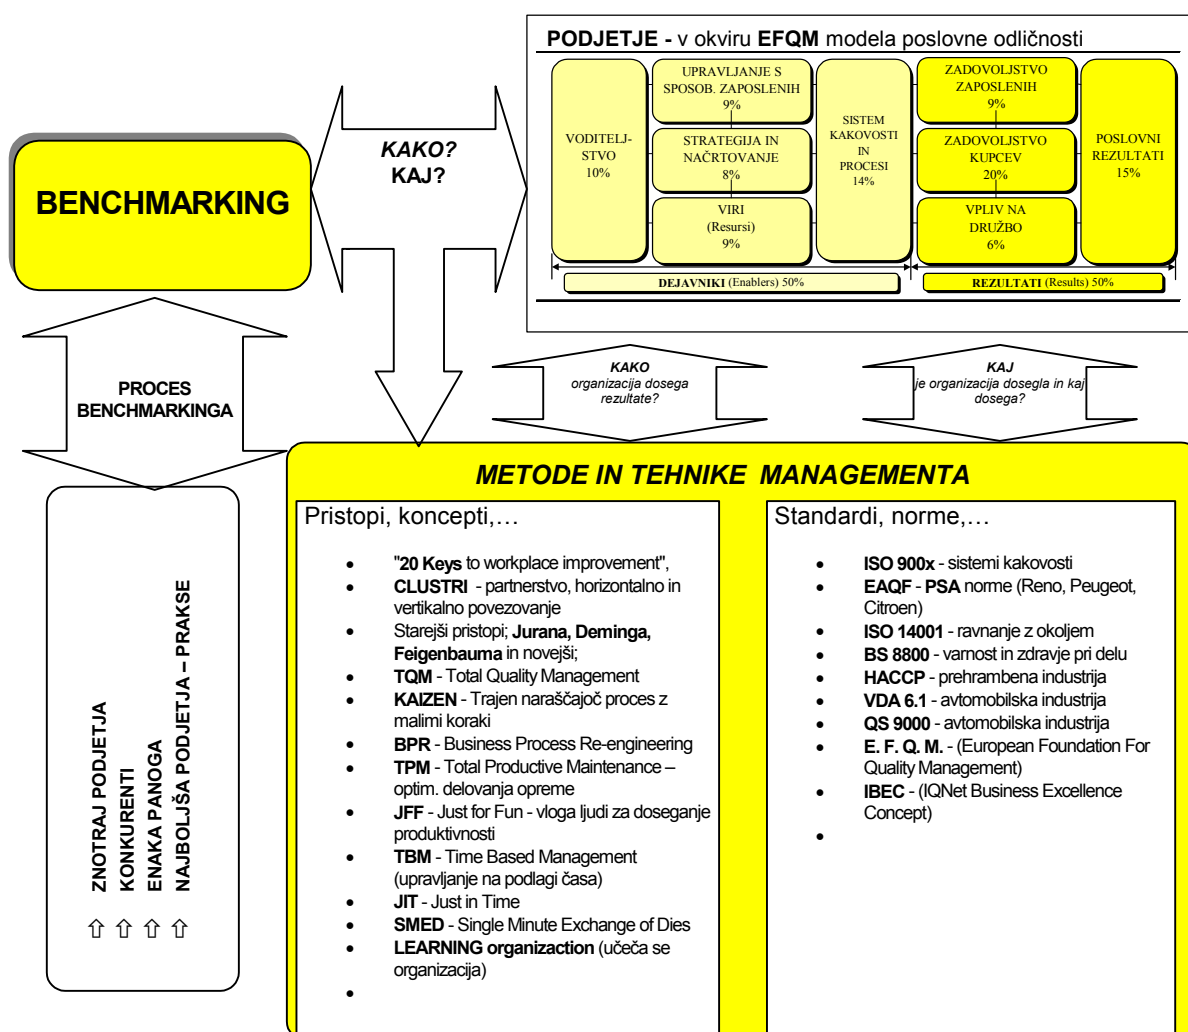 PODJETJE - v okviru EFQM modela poslovne odličnosti
VODITELJ-
STVO
10%
UPRAVLJANJE S
SPOSOB. ZAPOSLENIH
9%
STRATEGIJA IN
NAČRTOVANJE
8%
VIRI
(Resursi)
9%
SISTEM
KAKOVOSTI
IN
PROCESI
14%
ZADOVOLJSTVO
ZAPOSLENIH
9%
ZADOVOLJSTVO
KUPCEV
20%
VPLIV NA
DRUŽBO
6%
POSLOVNI
REZULTATI
15%
DEJAVNIKI (Enablers) 50%
REZULTATI (Results) 50%
BENCHMARKING
KAKO?
KAJ?
PROCES
BENCHMARKINGA
KAKO
organizacija dosega
rezultate?
KAJ
je organizacija dosegla in kaj
dosega?
ZNOTRAJ PODJETJA
KONKURENTI
ENAKA PANOGA
NAJBOLJŠA PODJETJA – PRAKSE
METODE IN TEHNIKE MANAGEMENTA
Pristopi, koncepti,…
• "20 Keys to workplace improvement",
• CLUSTRI - partnerstvo, horizontalno in
vertikalno povezovanje
• Starejši pristopi; Jurana, Deminga,
Feigenbauma in novejši;
• TQM - Total Quality Management
• KAIZEN - Trajen naraščajoč proces z
malimi koraki
• BPR - Business Process Re-engineering
• TPM - Total Productive Maintenance –
optim. delovanja opreme
• JFF - Just for Fun - vloga ljudi za doseganje
produktivnosti
• TBM - Time Based Management
(upravljanje na podlagi časa)
• JIT - Just in Time
• SMED - Single Minute Exchange of Dies
• LEARNING organizaction (učeča se
organizacija)
•
Standardi, norme,…
• ISO 900x - sistemi kakovosti
• EAQF - PSA norme (Reno, Peugeot,
Citroen)
• ISO 14001 - ravnanje z okoljem
• BS 8800 - varnost in zdravje pri delu
• HACCP - prehrambena industrija
• VDA 6.1 - avtomobilska industrija
• QS 9000 - avtomobilska industrija
• E. F. Q. M. - (European Foundation For
Quality Management)
• IBEC - (IQNet Business Excellence
Concept)
•